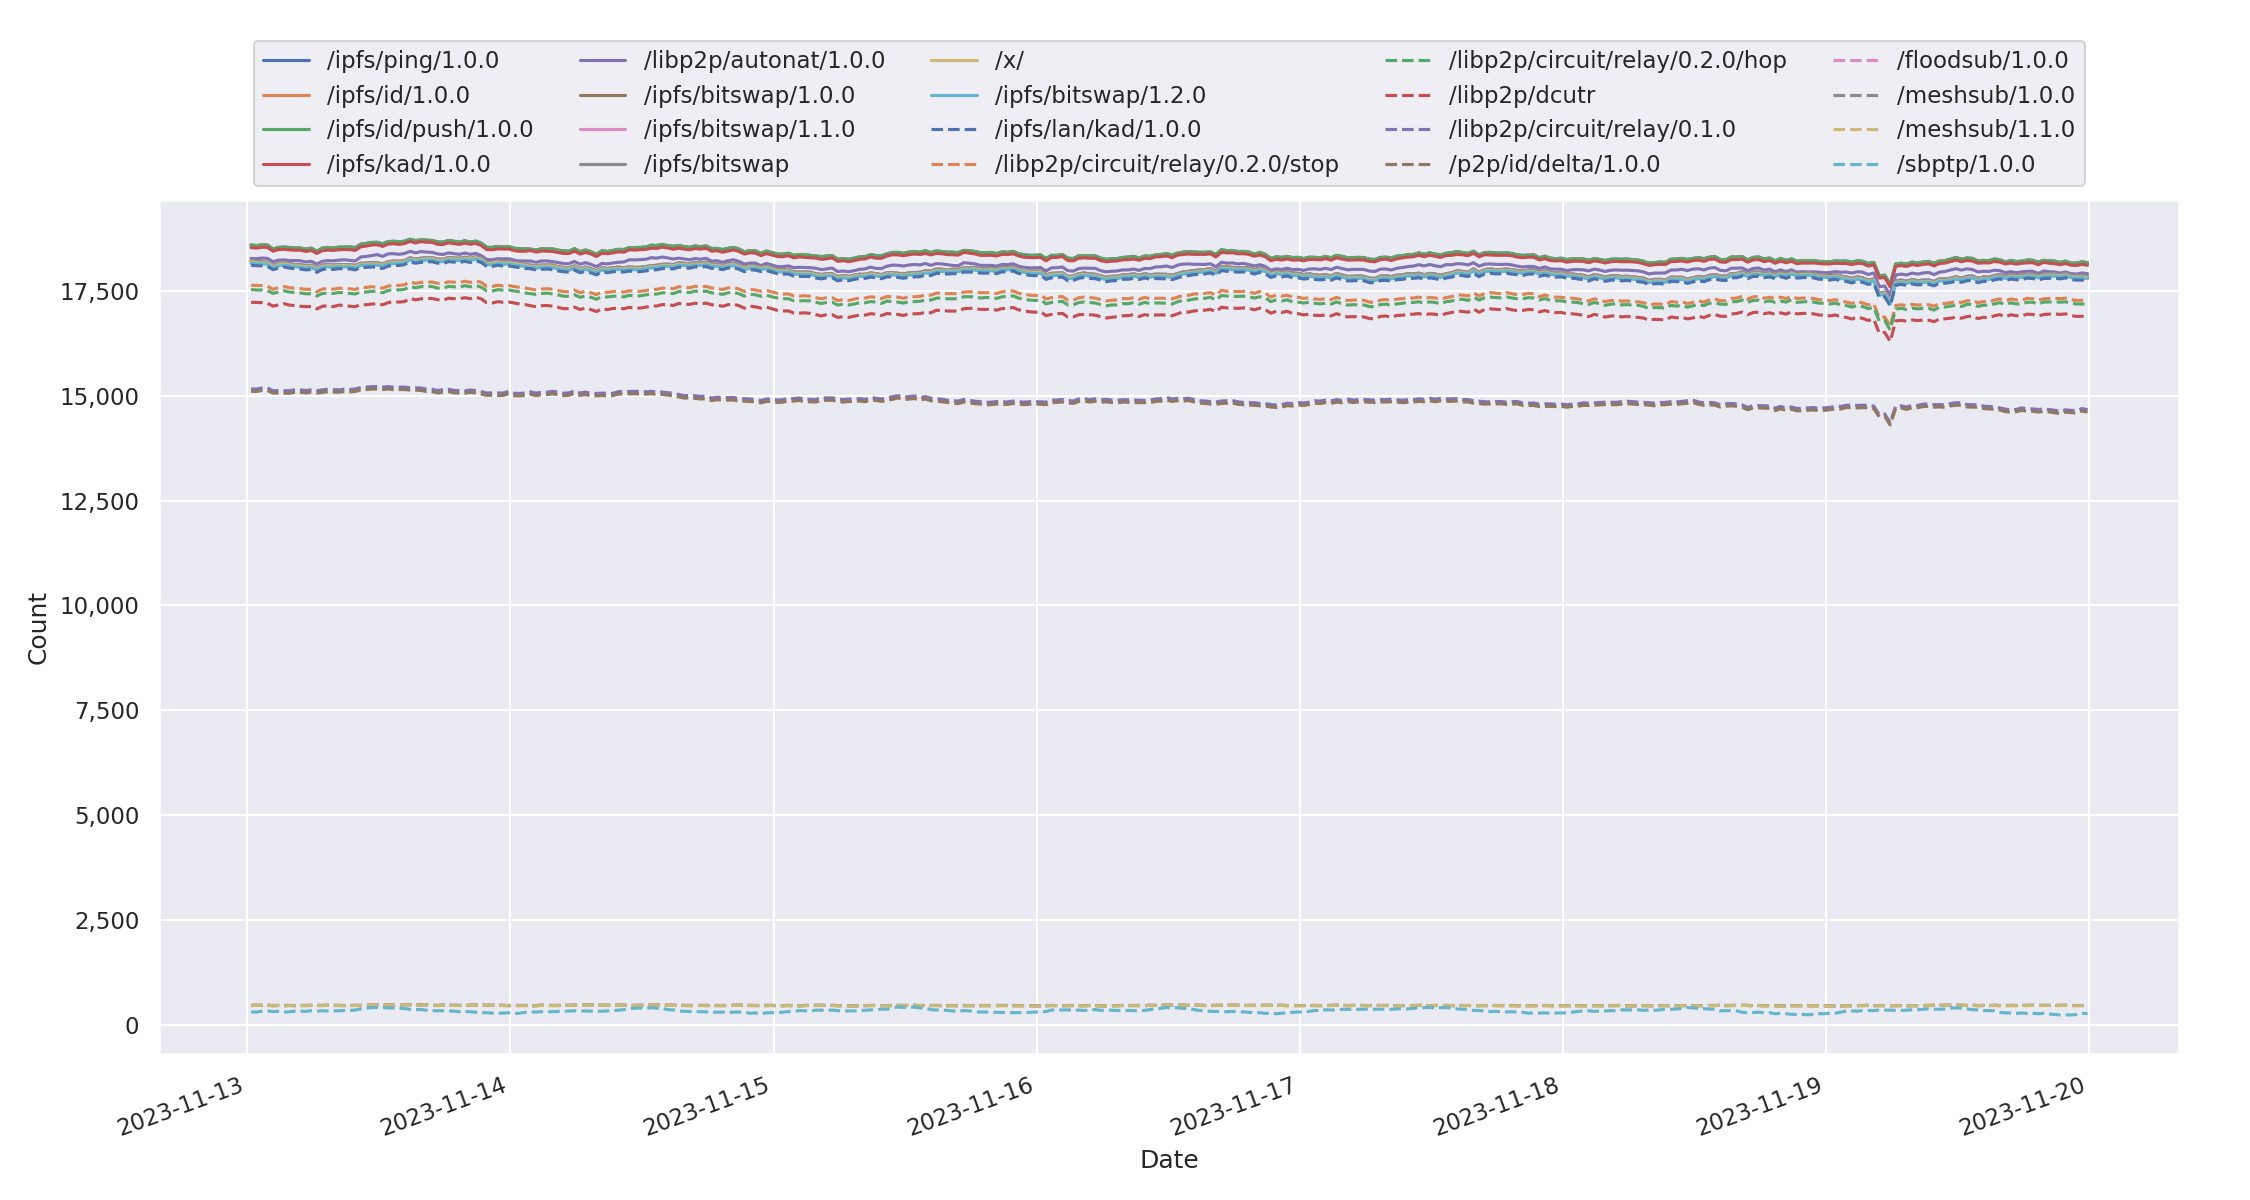 /ipfs/ping/1.0.0
/ipfs/id/1.0.0
/ipfs/id/push/1.0.0
/ipfs/kad/1.0.0
/libp2p/autonat/1.0.0
/ipfs/bitswap/1.0.0
/ipfs/bitswap/1.1.0
/ipfs/bitswap
/x/
/ipfs/bitswap/1.2.0
/ipfs/lan/kad/1.0.0
/libp2p/circuit/relay/0.2.0/stop
/libp2p/circuit/relay/0.2.0/hop
/libp2p/dcutr
/libp2p/circuit/relay/0.1.0
/p2p/id/delta/1.0.0
/floodsub/1.0.0
/meshsub/1.0.0
/meshsub/1.1.0
/sbptp/1.0.0
17,500
15,000
12,500
10,000
7,500
5,000
2,500
0
Count
2023-11-13
2023-11-14
2023-11-15
2023-11-16
2023-11-17
2023-11-18
2023-11-19
2023-11-20
Date